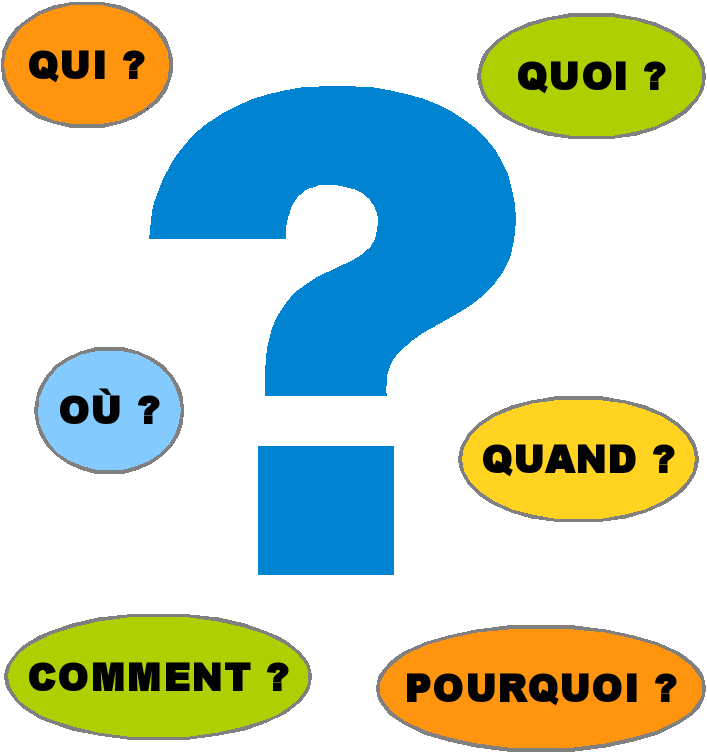 QUI ?
QUOI ?
OÙ ?
QUAND ?
COMMENT ?
POURQUOI ?